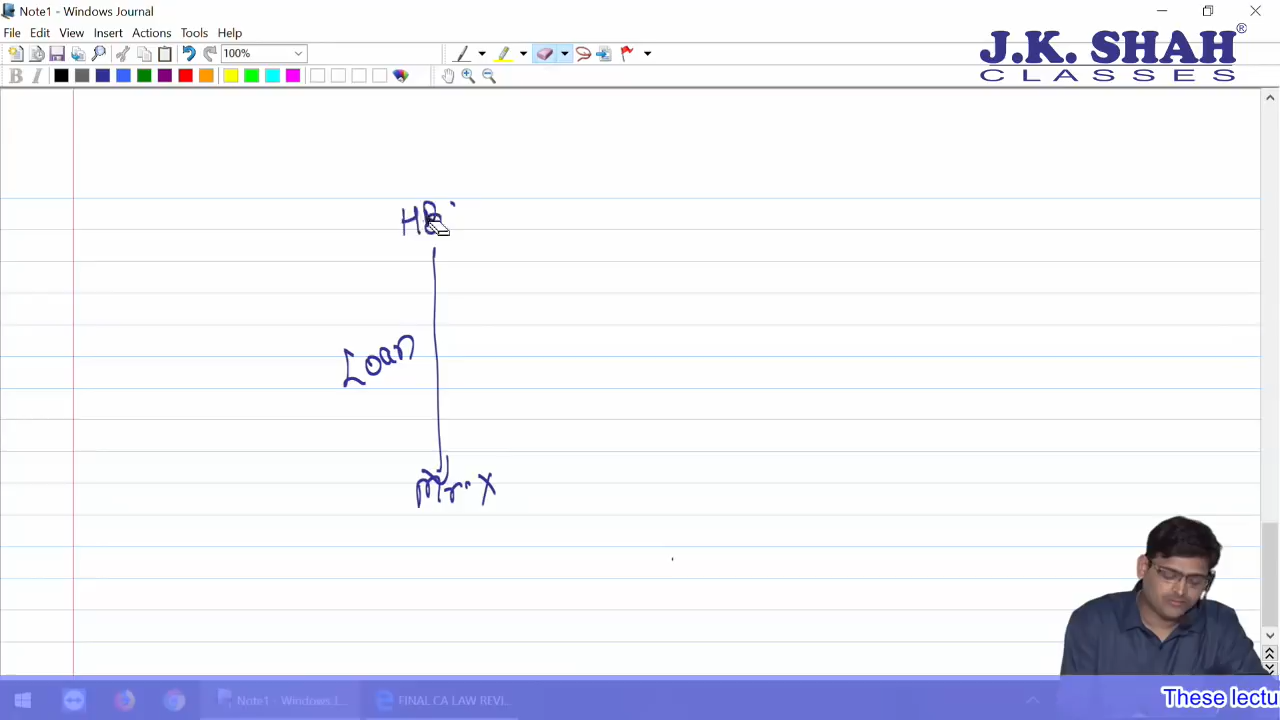 Note1 - Windows Journal
File Edit View Insert Actions Tools Help
100%
B I
J.K. SHAH®
CLASSES
Loan
Mr. X
Note1 - Windows J...
FINAL CA LAW REVI...
These lectu